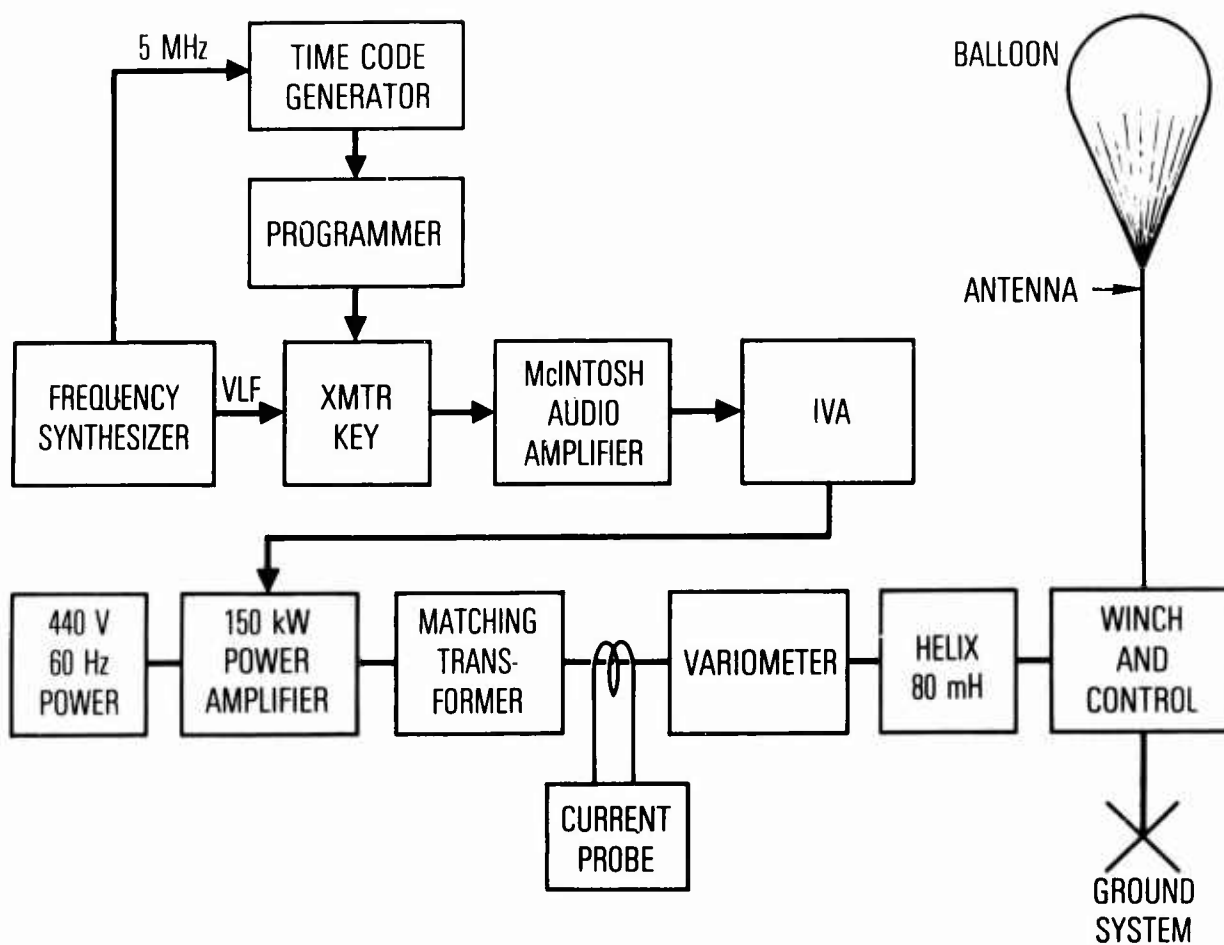 5 MHz
TIME CODE
GENERATOR
BALLOON
PROGRAMMER
ANTENNA
FREQUENCY
SYNTHESIZER
VLF
XMTR
KEY
McINTOSH
AUDIO
AMPLIFIER
IVA
440 V
60 Hz
POWER
150 kW
POWER
AMPLIFIER
MATCHING
TRANS-
FORMER
VARIOMETER
HELIX
80 mH
WINCH
AND
CONTROL
CURRENT
PROBE
GROUND
SYSTEM